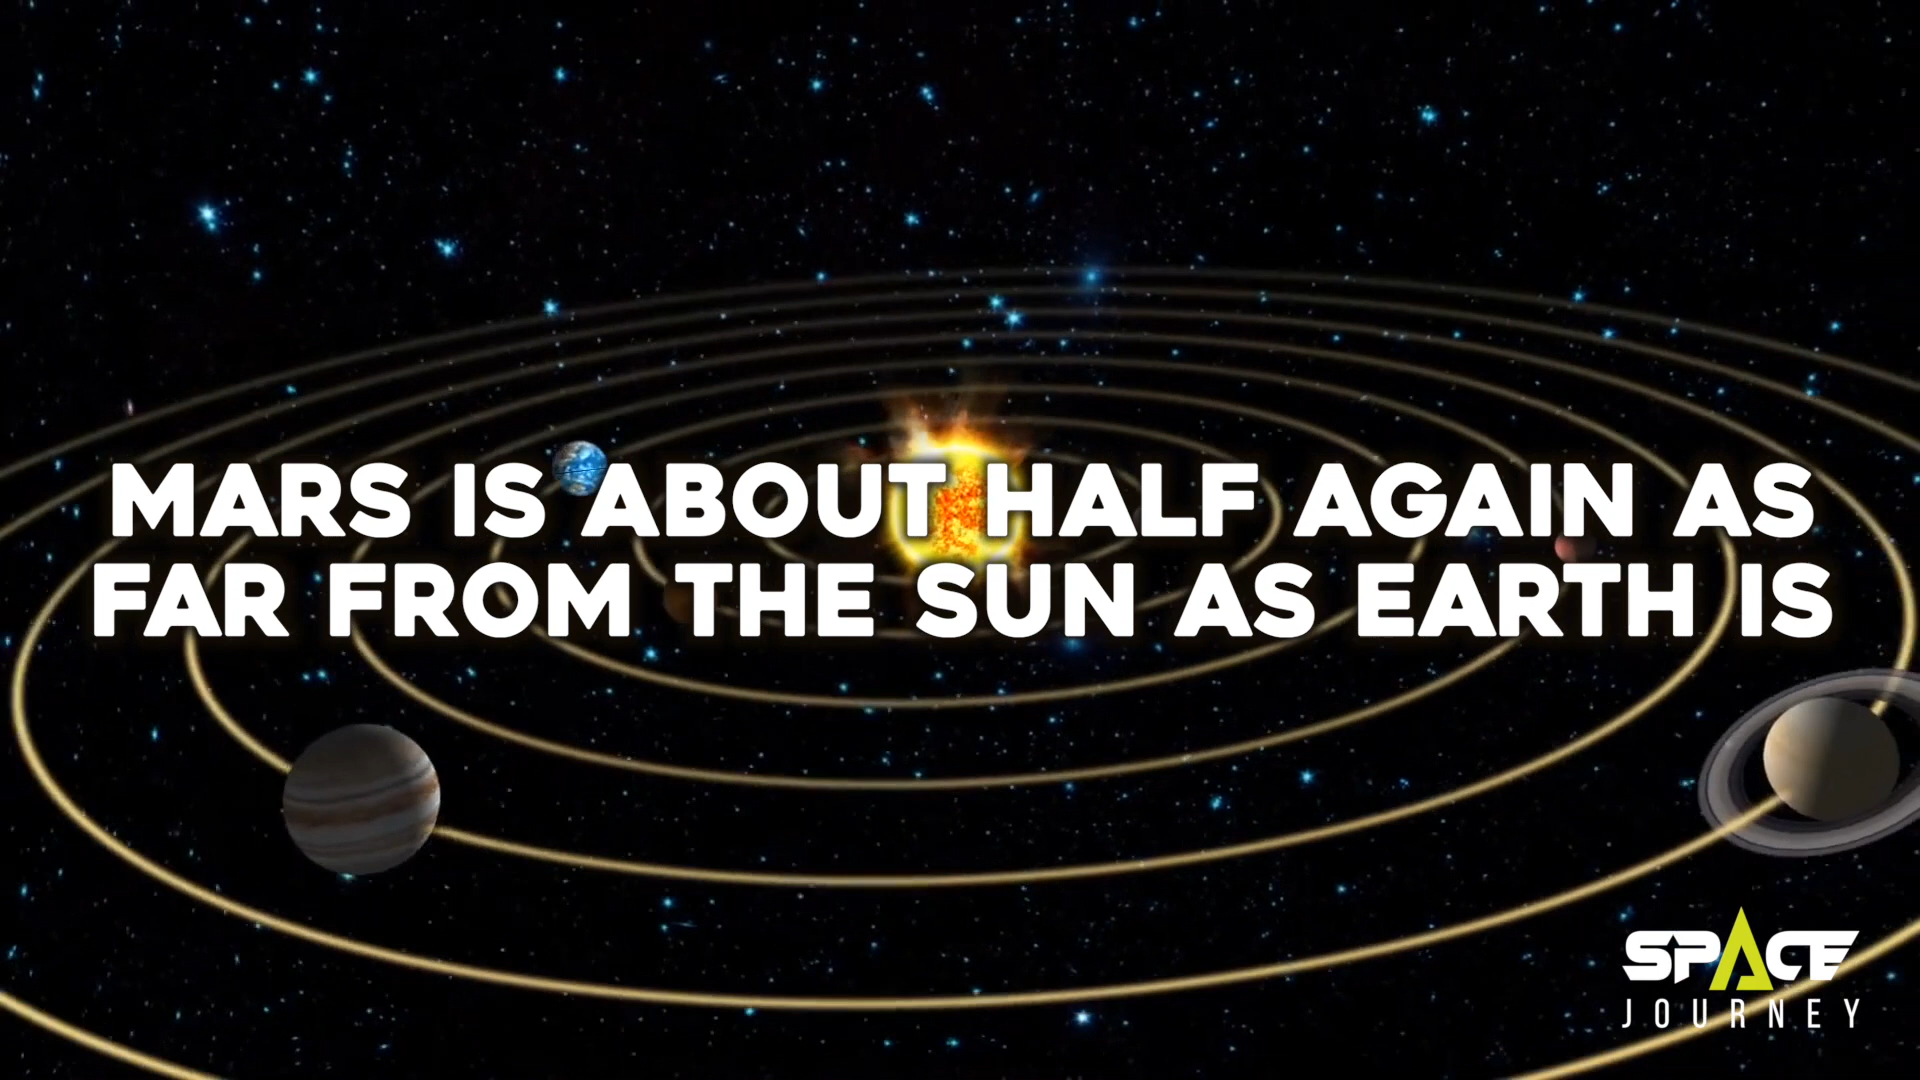 MARS IS ABOUT HALF AGAIN AS
FAR FROM THE SUN AS EARTH IS
SPACE
JOURNEY